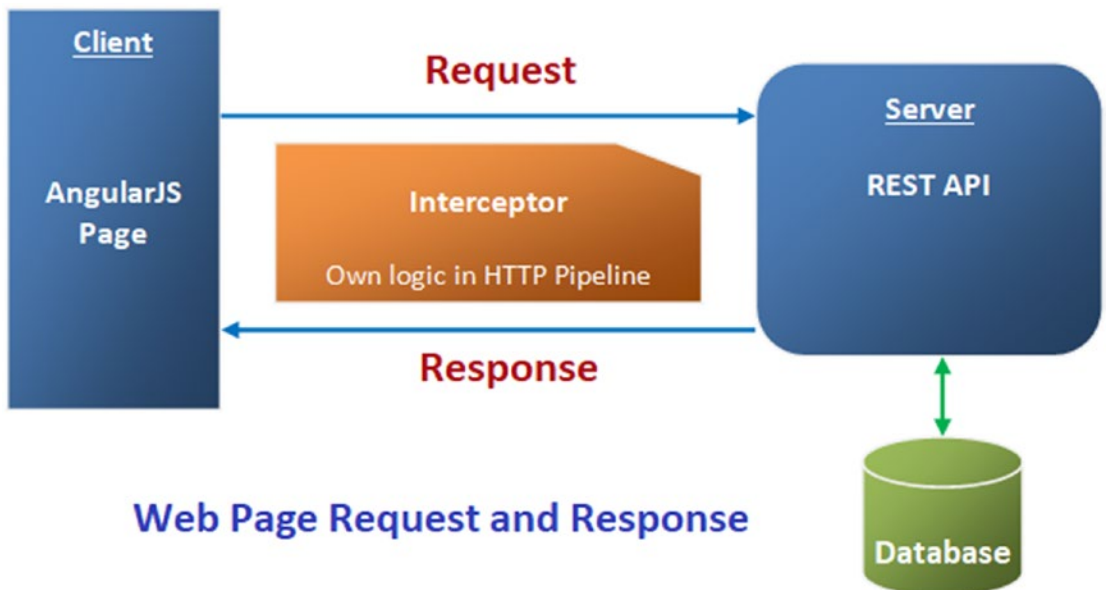 Client
AngularJS
Page
Request
Interceptor
Own logic in HTTP Pipeline
Response
Server
REST API
Database
Web Page Request and Response